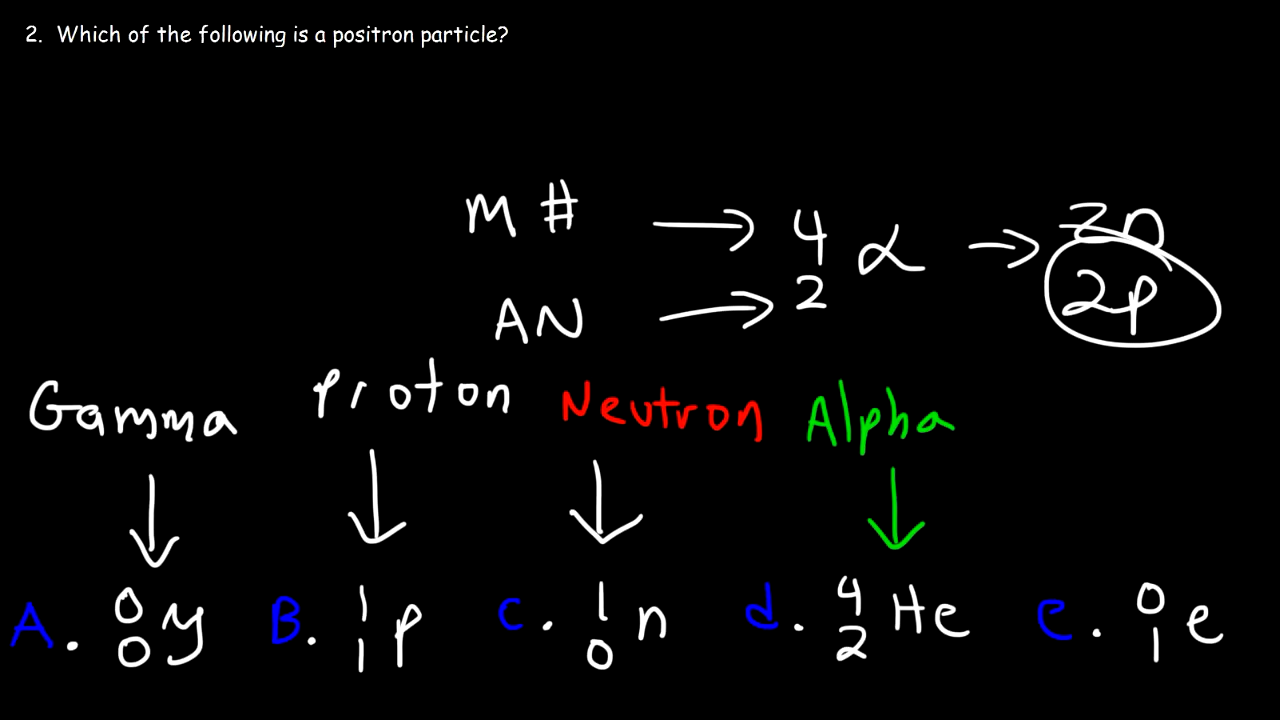 2. Which of the following is a positron particle?
M # → 4 2 α → 2n
AN → 2p
Gamma Proton Neutron Alpha
A. 0 0 γ B. 1 1 p C. 1 0 n d. 4 2 He e. 0 1 e